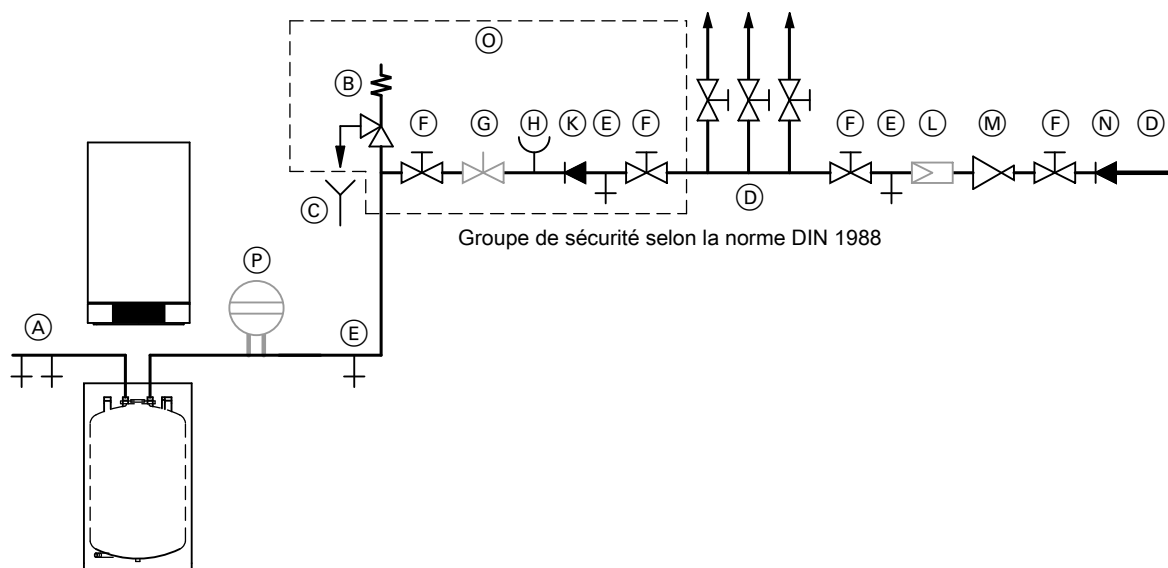 O
B
F G H K E F
F E L M F N D
C
D
Groupe de sécurité selon la norme DIN 1988
P
A
E